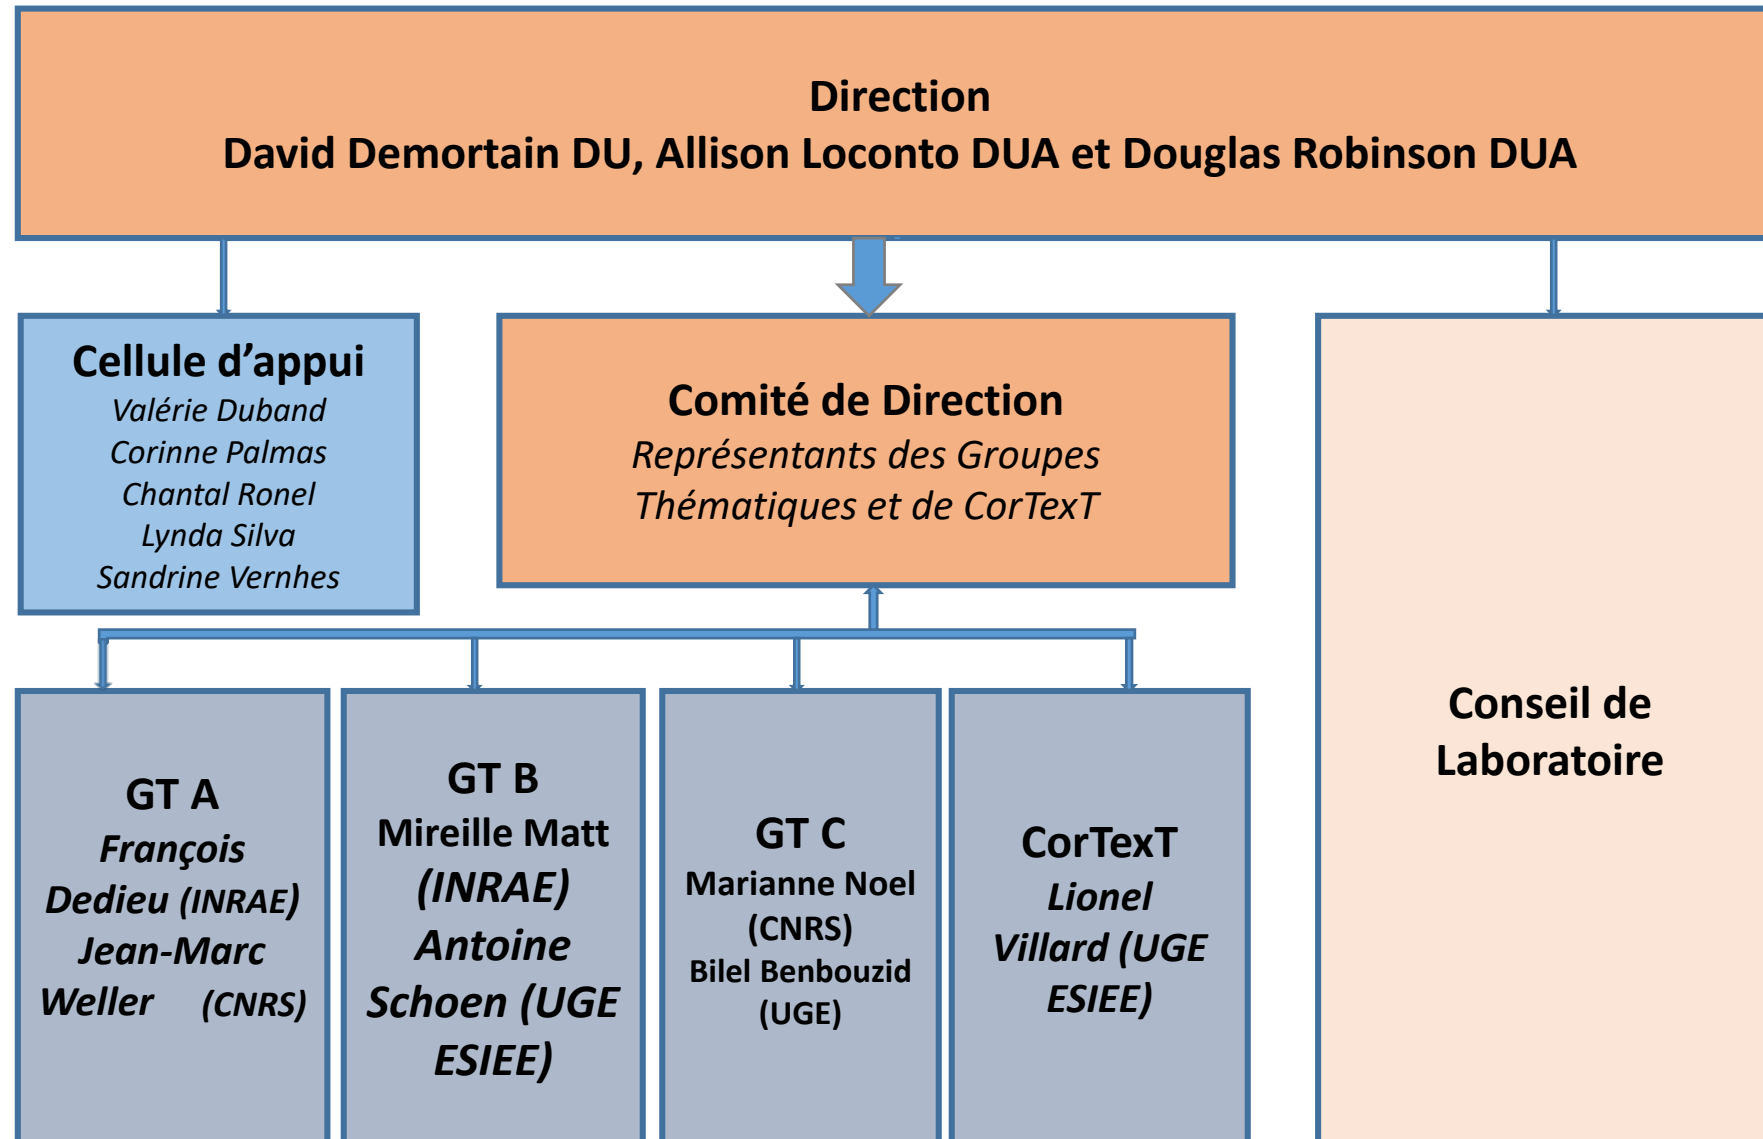 Direction
David Demortain DU, Allison Loconto DUA et Douglas Robinson DUA
Cellule d’appui
Valérie Duband
Corinne Palmas
Chantal Ronel
Lynda Silva
Sandrine Vernhes
Comité de Direction
Représentants des Groupes
Thématiques et de CorTexT
Conseil de
Laboratoire
GT A
François
Dedieu (INRAE)
Jean-Marc
Weller (CNRS)
GT B
Mireille Matt
(INRAE)
Antoine
Schoen (UGE
ESIEE)
GT C
Marianne Noel
(CNRS)
Bilel Benbouzid
(UGE)
CorTexT
Lionel
Villard (UGE
ESIEE)